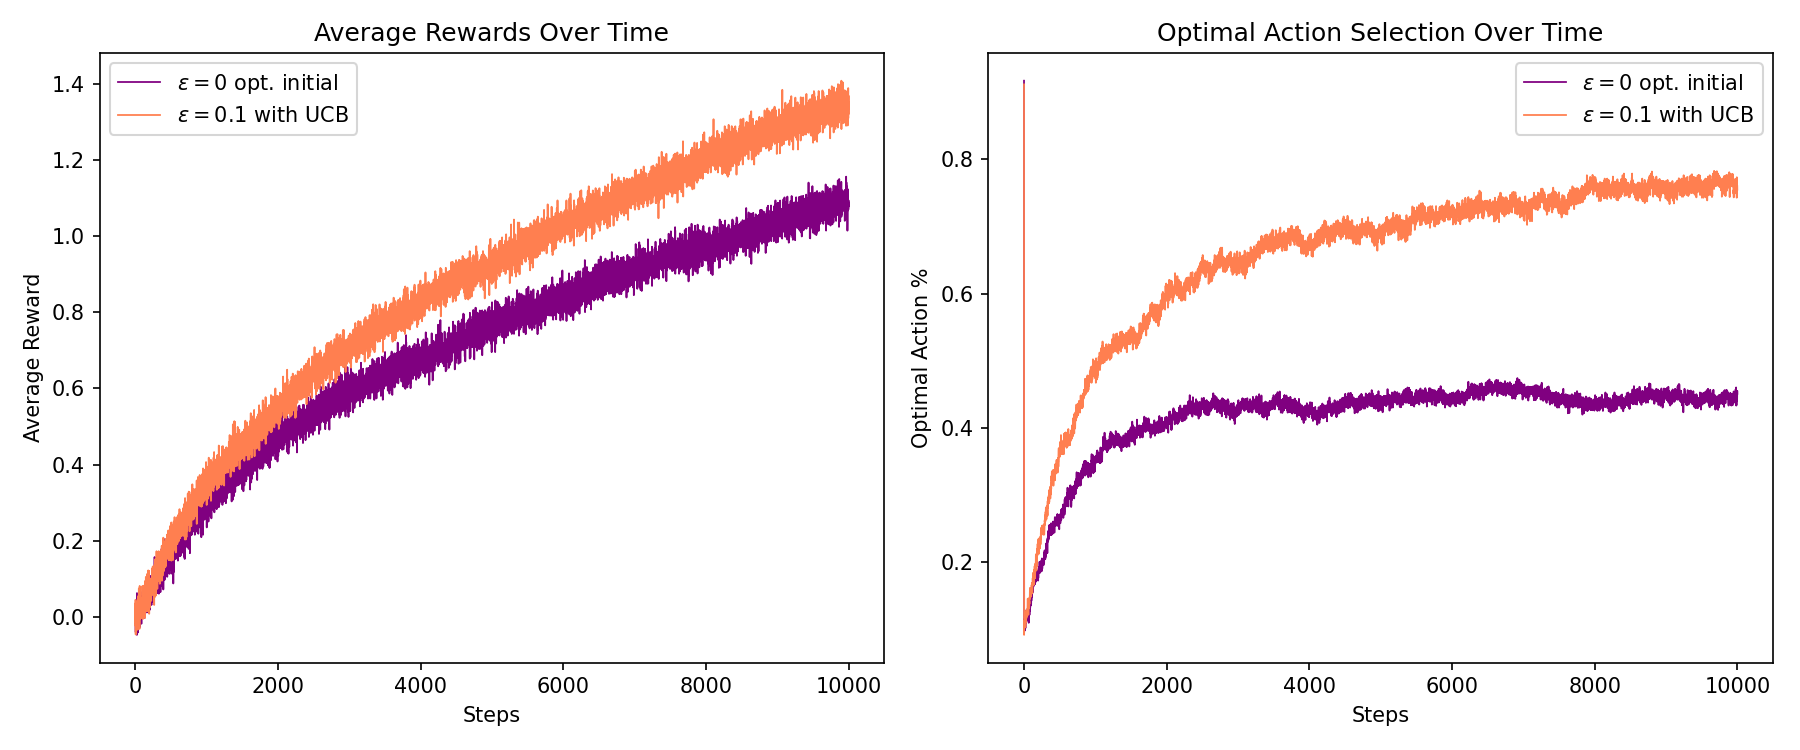 Average Rewards Over Time
ε = 0 opt. initial
ε = 0.1 with UCB
Average Reward
1.4
1.2
1.0
0.8
0.6
0.4
0.2
0.0
0 2000 4000 6000 8000 10000
Steps
Optimal Action Selection Over Time
ε = 0 opt. initial
ε = 0.1 with UCB
Optimal Action %
0.8
0.6
0.4
0.2
0 2000 4000 6000 8000 10000
Steps